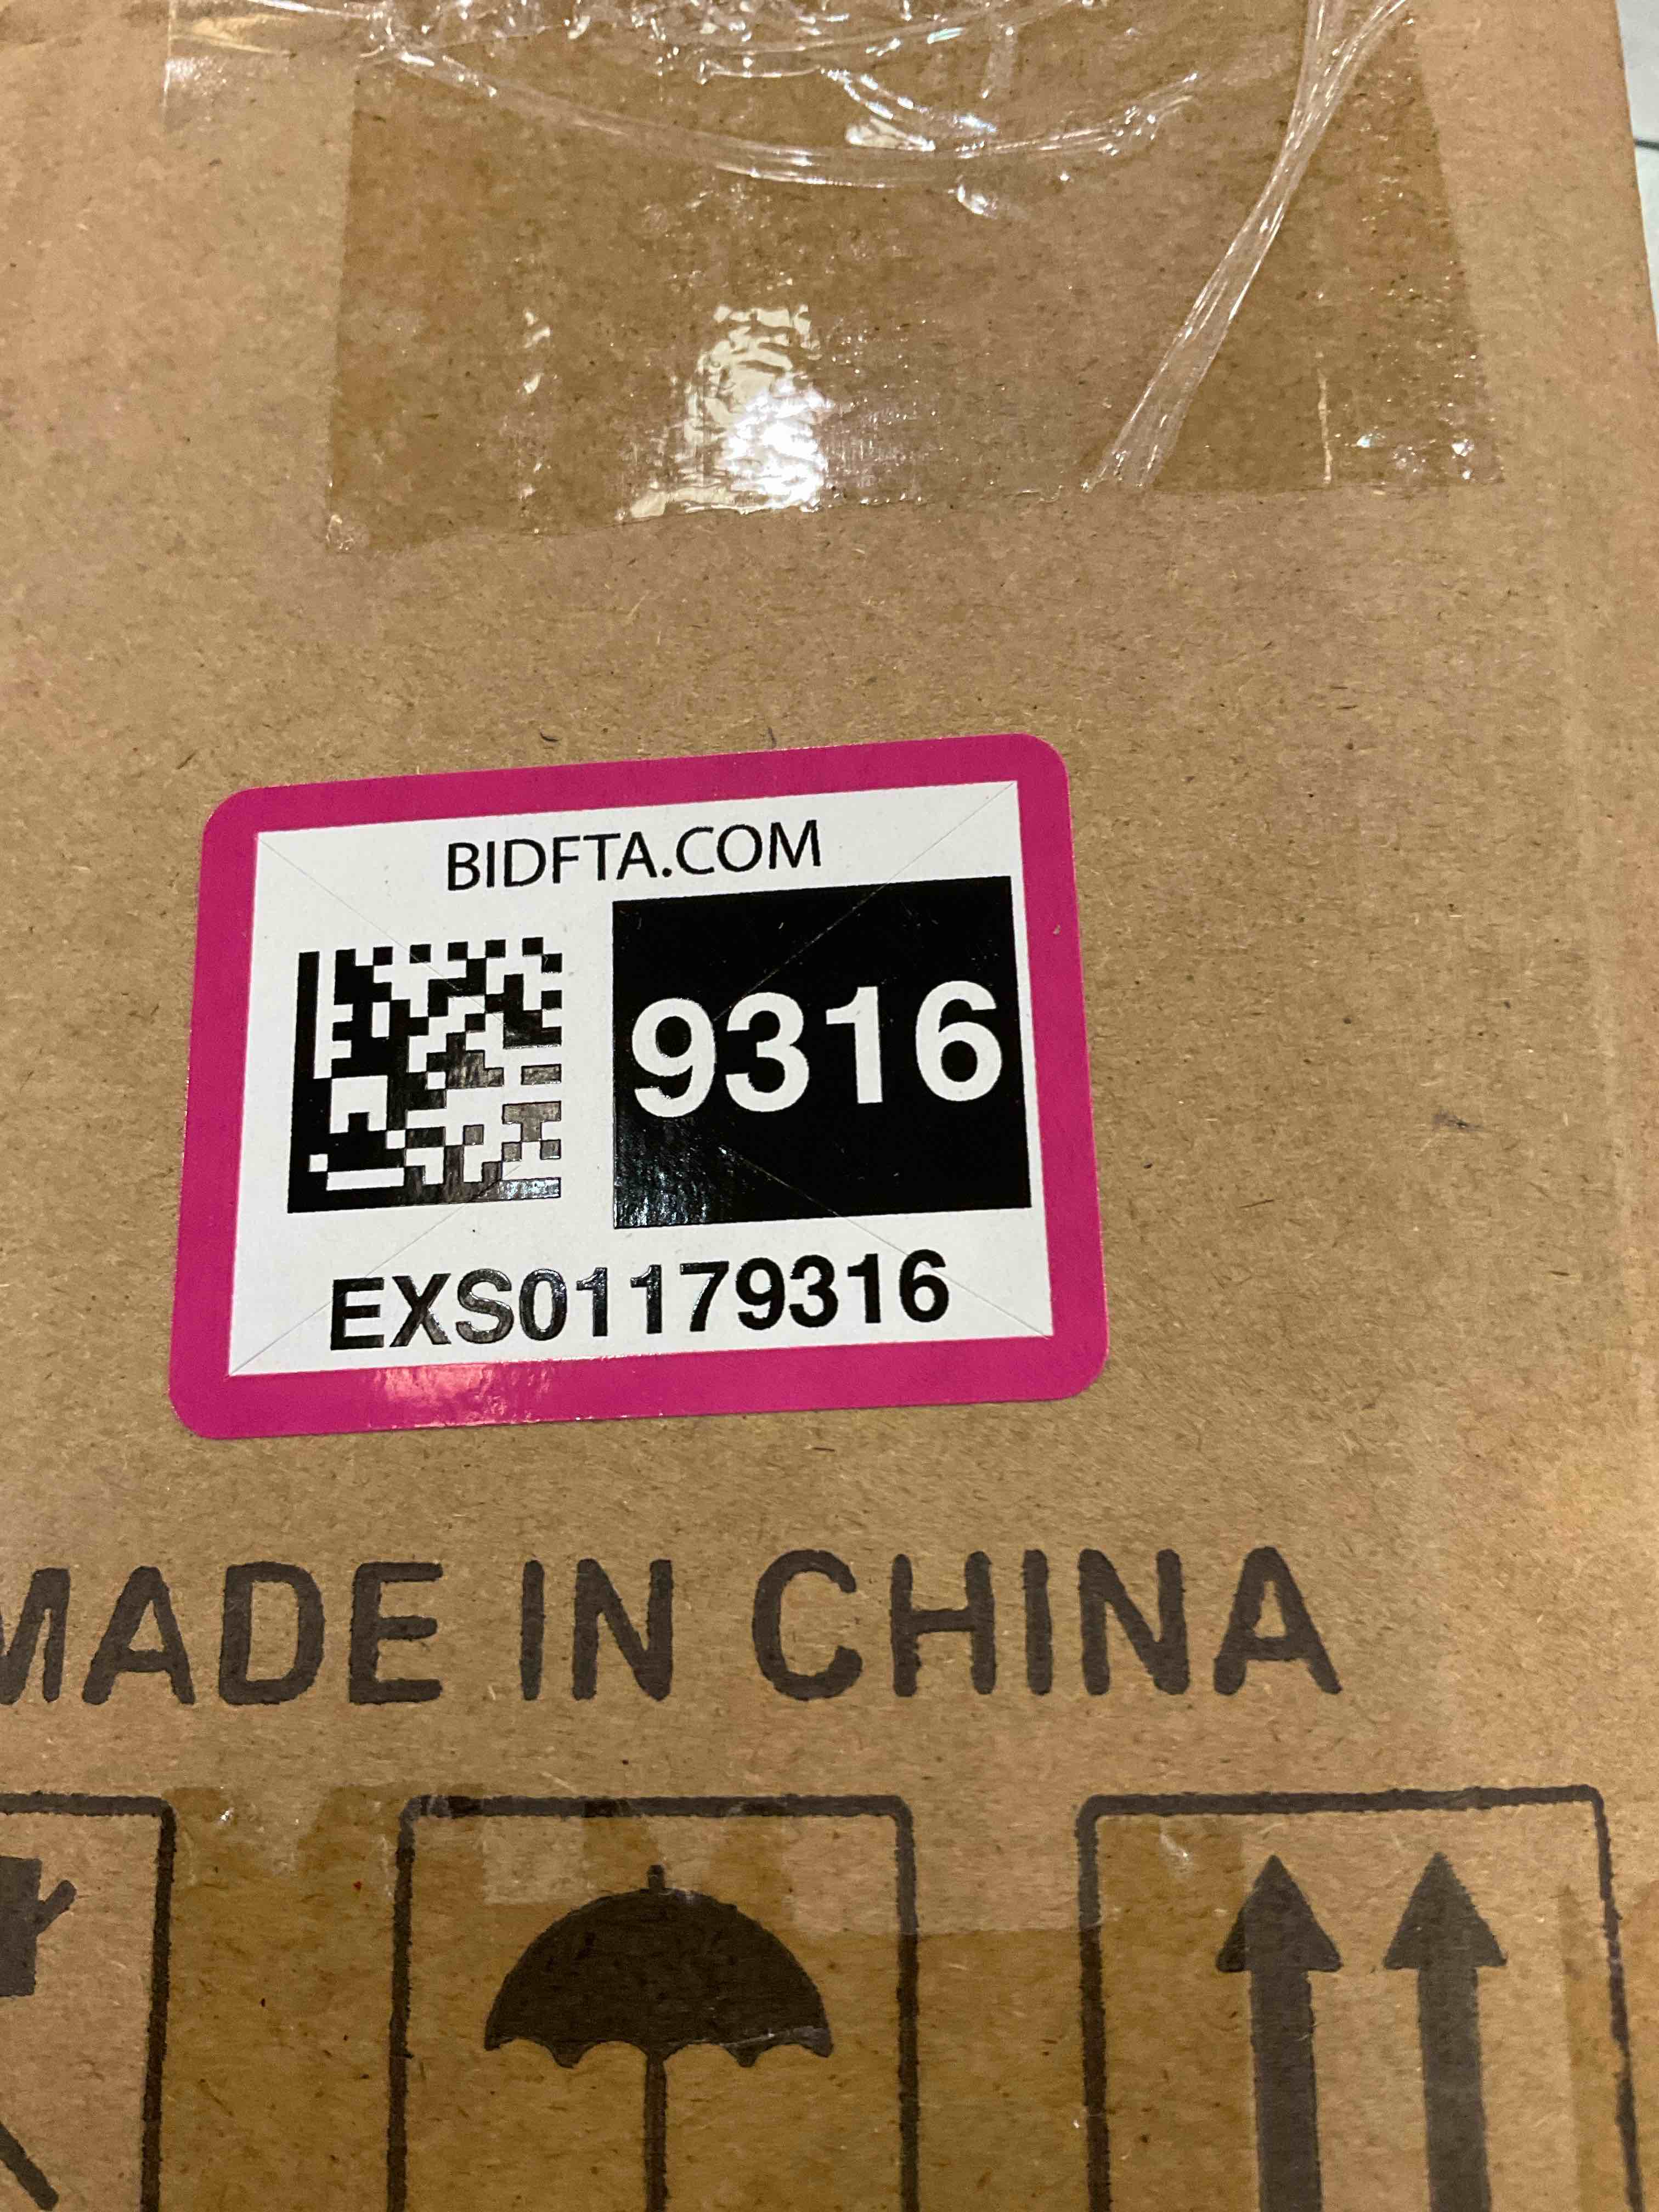 BIDFTA.COM
9316
EXS01179316
MADE IN CHINA